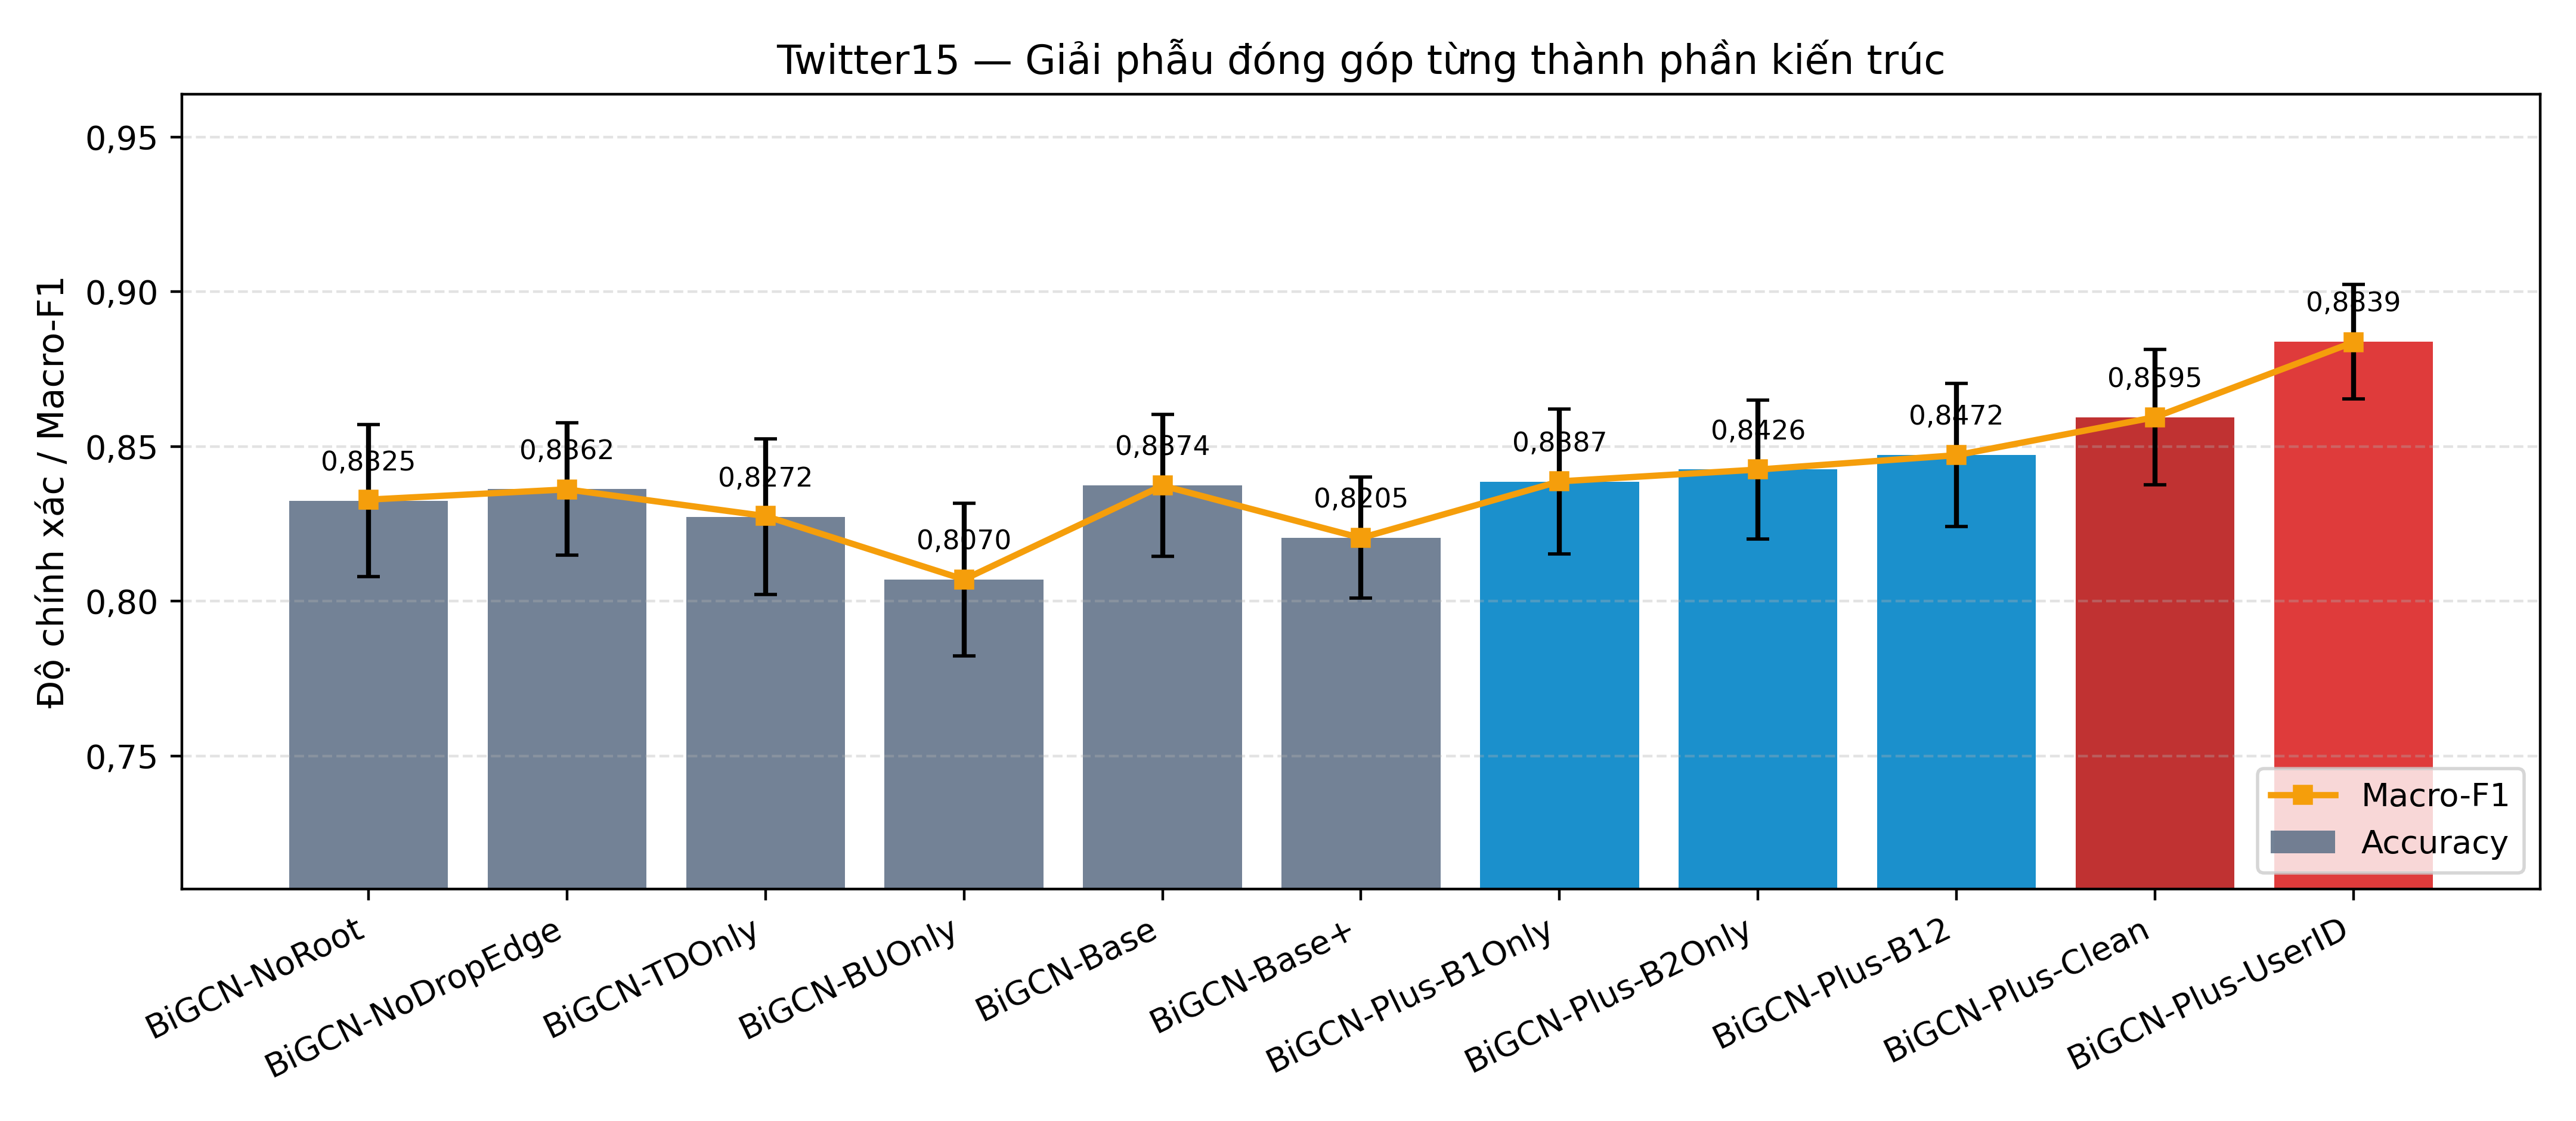 Twitter15 — Giải phẫu đóng góp từng thành phần kiến trúc
Độ chính xác / Macro-F1
0,95
0,90
0,85
0,80
0,75
0,8325
0,8362
0,8272
0,8070
0,8374
0,8205
0,8387
0,8426
0,8472
0,8595
0,8839
Macro-F1
Accuracy
BiGCN-NoRoot
BiGCN-NoDropEdge
BiGCN-TDOnly
BiGCN-BUOnly
BiGCN-Base
BiGCN-Base+
BiGCN-Plus-B1Only
BiGCN-Plus-B2Only
BiGCN-Plus-B12
BiGCN-Plus-Clean
BiGCN-Plus-UserID